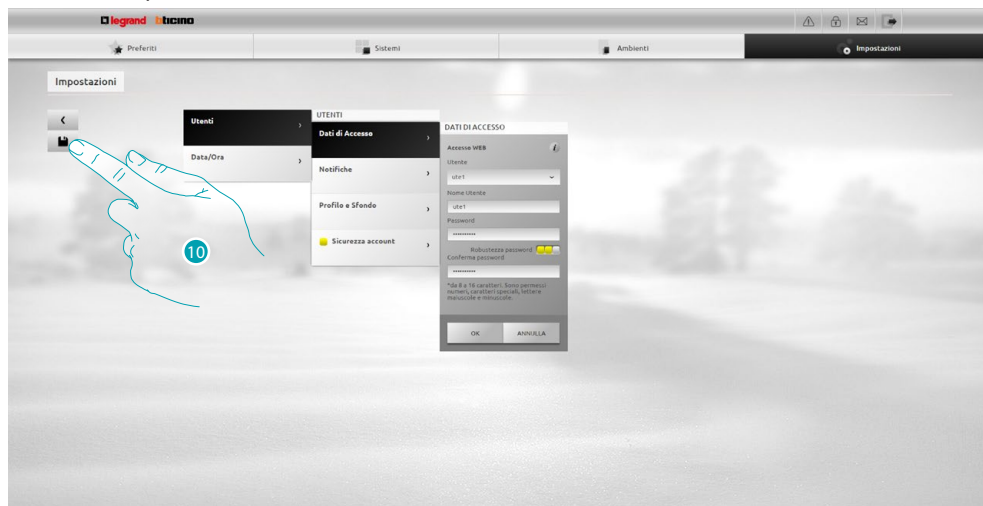 legrand bticino
Preferiti
Sistemi
Ambienti
Impostazioni
Impostazioni
Utenti
Data/Ora
UTENTI
Dati di Accesso
Notifiche
Profilo e Sfondo
Sicurezza account
DATI DI ACCESSO
Accesso WEB
Utente
ute1
Nome Utente
ute1
Password
••••••••••
Robustezza password
Conferma password
••••••••••
*da 8 a 16 caratteri. Sono permessi
numeri, caratteri speciali, lettere
maiuscole e minuscole.
OK ANNULLA
10